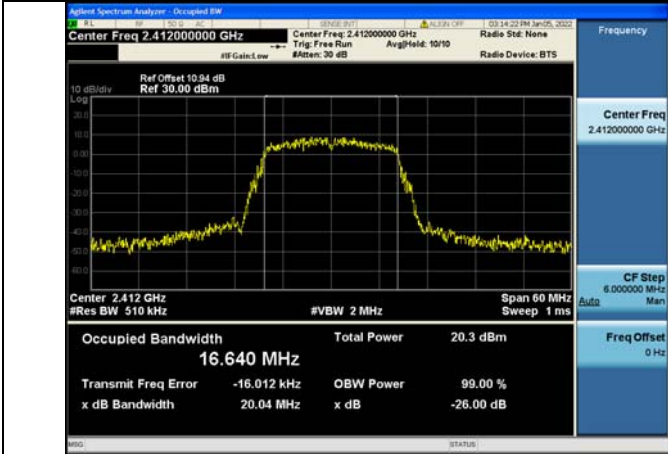 Agilent Spectrum Analyzer - Occupied BW
RL RF 50 Ω AC SENSE:INT ALIGN OFF 03:14:22 PM Jan 05, 2022
Center Freq 2.412000000 GHz
Center Freq: 2.412000000 GHz
Radio Std: None
Trig: Free Run Avg|Hold: 10/10
#IFGain:Low #Atten: 30 dB Radio Device: BTS
Frequency
Ref Offset 10.94 dB
10 dB/div Ref 30.00 dBm
Log
20.0
10.0
0.00
-10.0
-20.0
-30.0
-40.0
-50.0
-60.0
Center 2.412 GHz Span 60 MHz
#Res BW 510 kHz #VBW 2 MHz Sweep 1 ms
Center Freq
2.412000000 GHz
CF Step
6.000000 MHz
Auto Man
Freq Offset
0 Hz
Occupied Bandwidth Total Power 20.3 dBm
16.640 MHz
Transmit Freq Error -16.012 kHz OBW Power 99.00 %
x dB Bandwidth 20.04 MHz x dB -26.00 dB
MSG STATUS